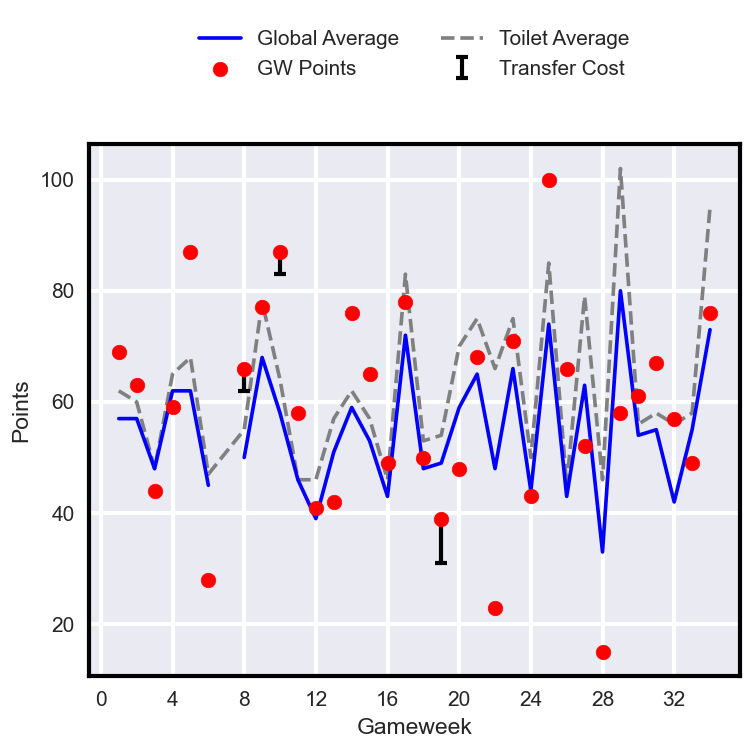 Global Average Toilet Average
GW Points Transfer Cost
100
80
60
40
20
Points
0 4 8 12 16 20 24 28 32
Gameweek